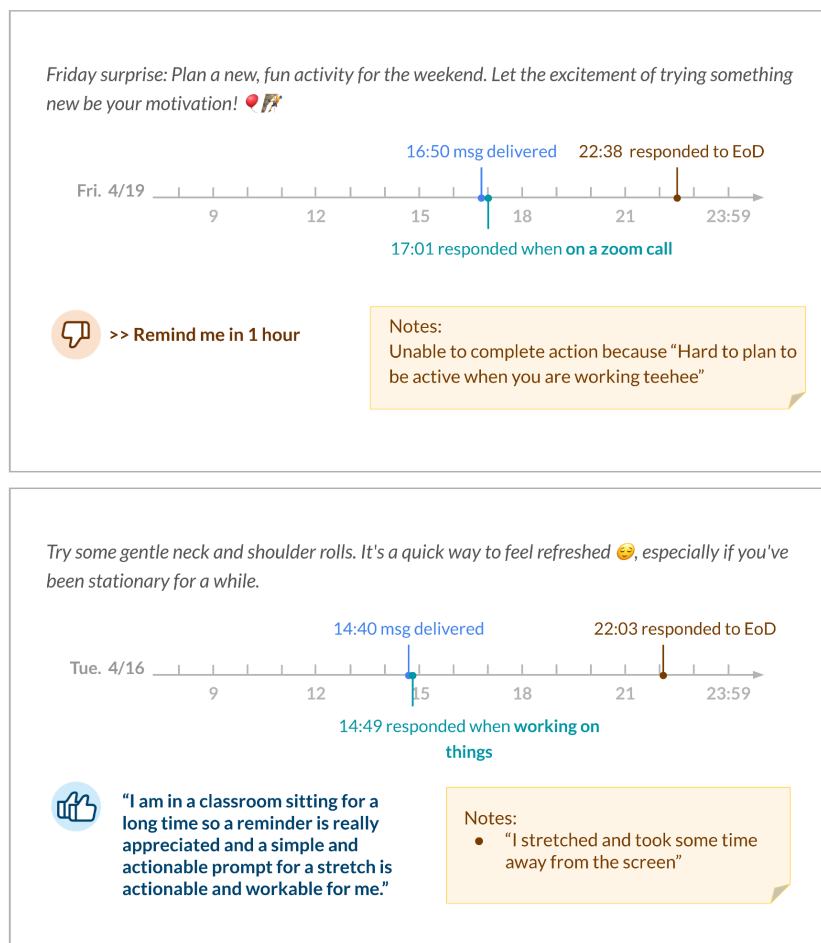 Friday surprise: Plan a new, fun activity for the weekend. Let the excitement of trying something
new be your motivation! 🎈🧗
16:50 msg delivered
22:38 responded to EoD
Fri. 4/19
9 12 15 18 21 23:59
17:01 responded when on a zoom call
>> Remind me in 1 hour
Notes:
Unable to complete action because “Hard to plan to
be active when you are working teehee”
Try some gentle neck and shoulder rolls. It's a quick way to feel refreshed 😌, especially if you've
been stationary for a while.
14:40 msg delivered
22:03 responded to EoD
Tue. 4/16
9 12 15 18 21 23:59
14:49 responded when working on
things
“I am in a classroom sitting for a
long time so a reminder is really
appreciated and a simple and
actionable prompt for a stretch is
actionable and workable for me.”
Notes:
● “I stretched and took some time
away from the screen”